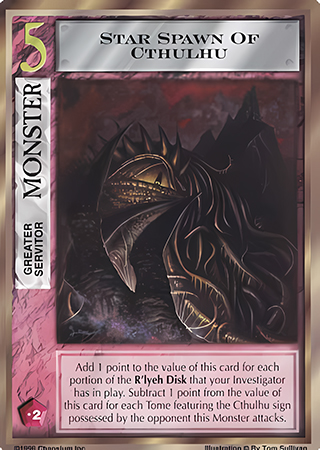 5
STAR SPAWN OF
CTHULHU
MONSTER
GREATER
SERVITOR
Add 1 point to the value of this card for each
portion of the R'lyeh Disk that your Investigator
has in play. Subtract 1 point from the value of
this card for each Tome featuring the Cthulhu sign
possessed by the opponent this Monster attacks.
-2
©1996 Chaosium Inc.
Illustration © By Tom Sullivan